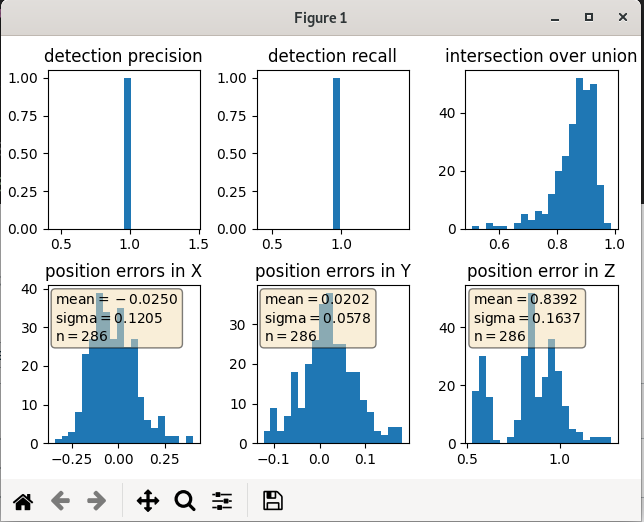 Figure 1
detection precision
detection recall
intersection over union
1.00
0.75
0.50
0.25
0.00
0.5 1.0 1.5
1.00
0.75
0.50
0.25
0.00
0.5 1.0
40
20
0
0.6 0.8 1.0
position errors in X
position errors in Y
position error in Z
mean = −0.0250
sigma = 0.1205
n = 286
mean = 0.0202
sigma = 0.0578
n = 286
mean = 0.8392
sigma = 0.1637
n = 286
40
30
20
10
0
−0.25 0.00 0.25
30
20
10
0
−0.1 0.0 0.1
40
20
0
0.5 1.0